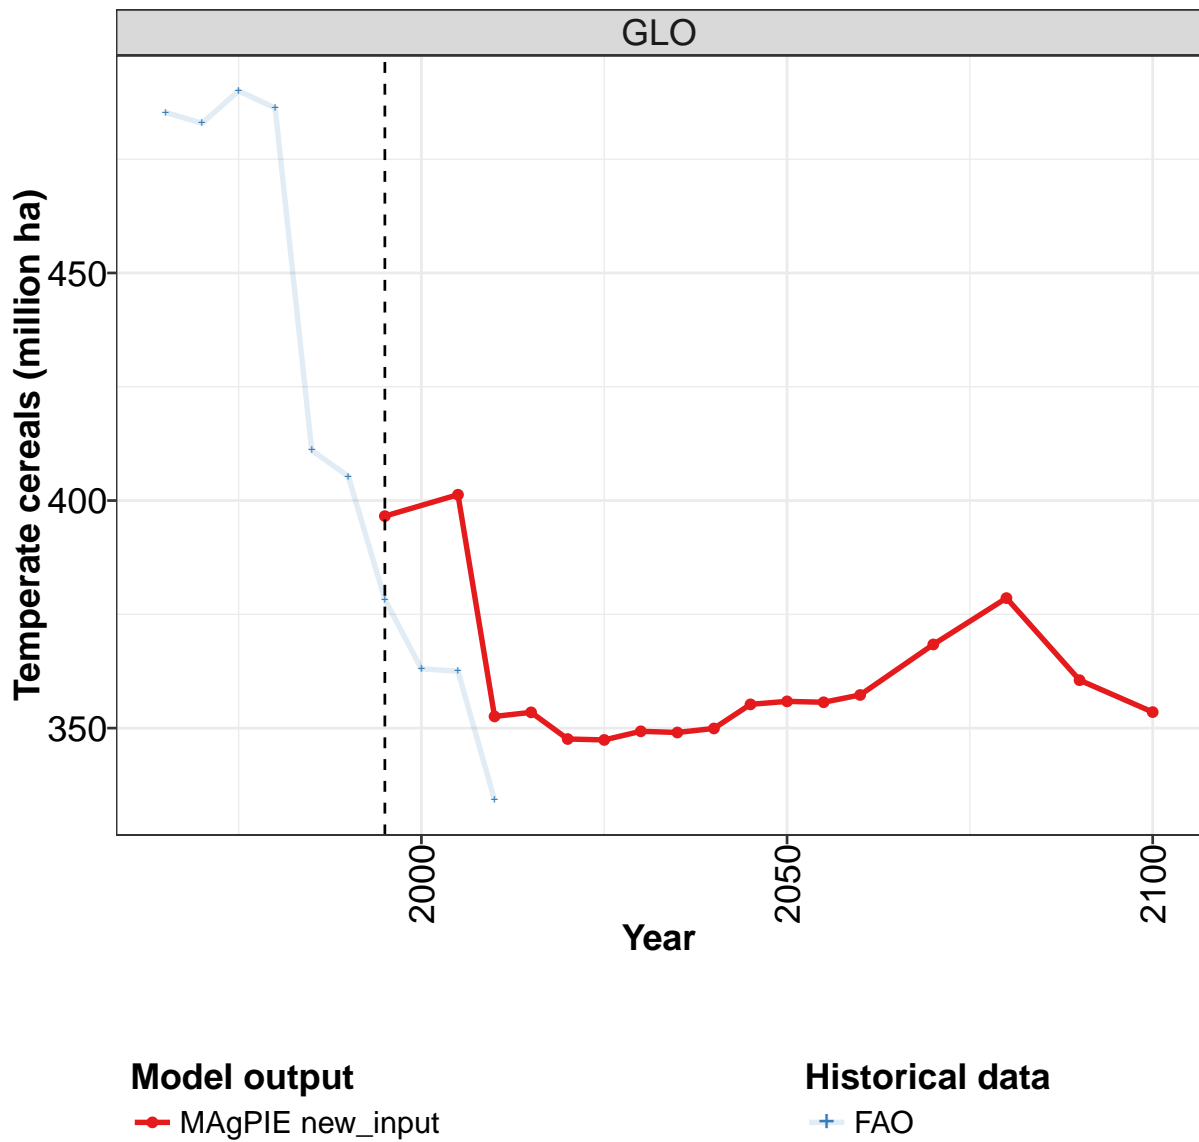 GLO
Temperate cereals (million ha)
450
400
350
2000
2050
2100
Year
Model output
Historical data
MAgPIE new_input
FAO